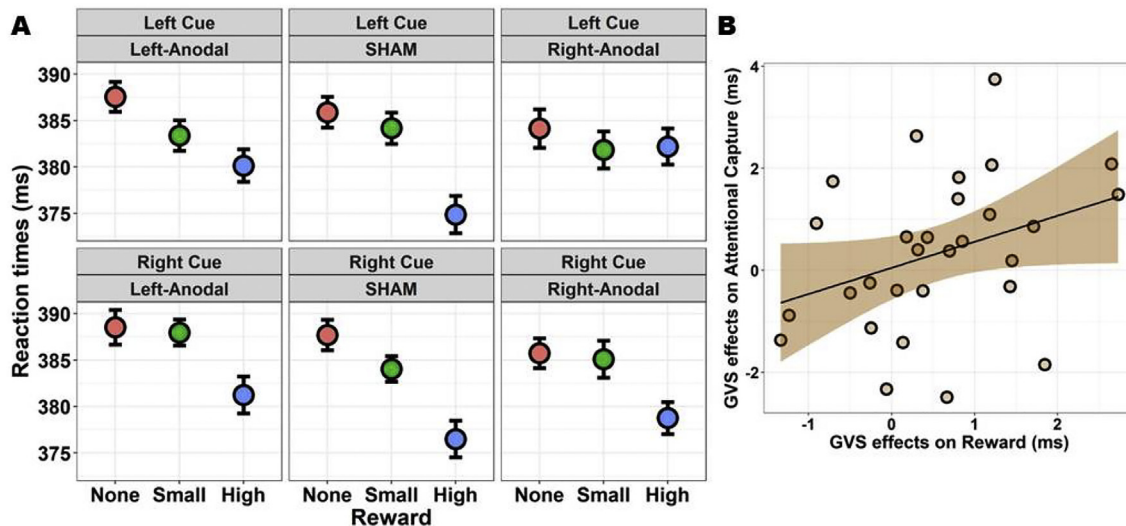 A
Left Cue
Left Cue
Left Cue
Left-Anodal
SHAM
Right-Anodal
390
385
380
375
Right Cue
Right Cue
Right Cue
Left-Anodal
SHAM
Right-Anodal
390
385
380
375
Reaction times (ms)
None Small High
None Small High
None Small High
Reward
B
4
2
0
-2
GVS effects on Attentional Capture (ms)
-1 0 1 2
GVS effects on Reward (ms)